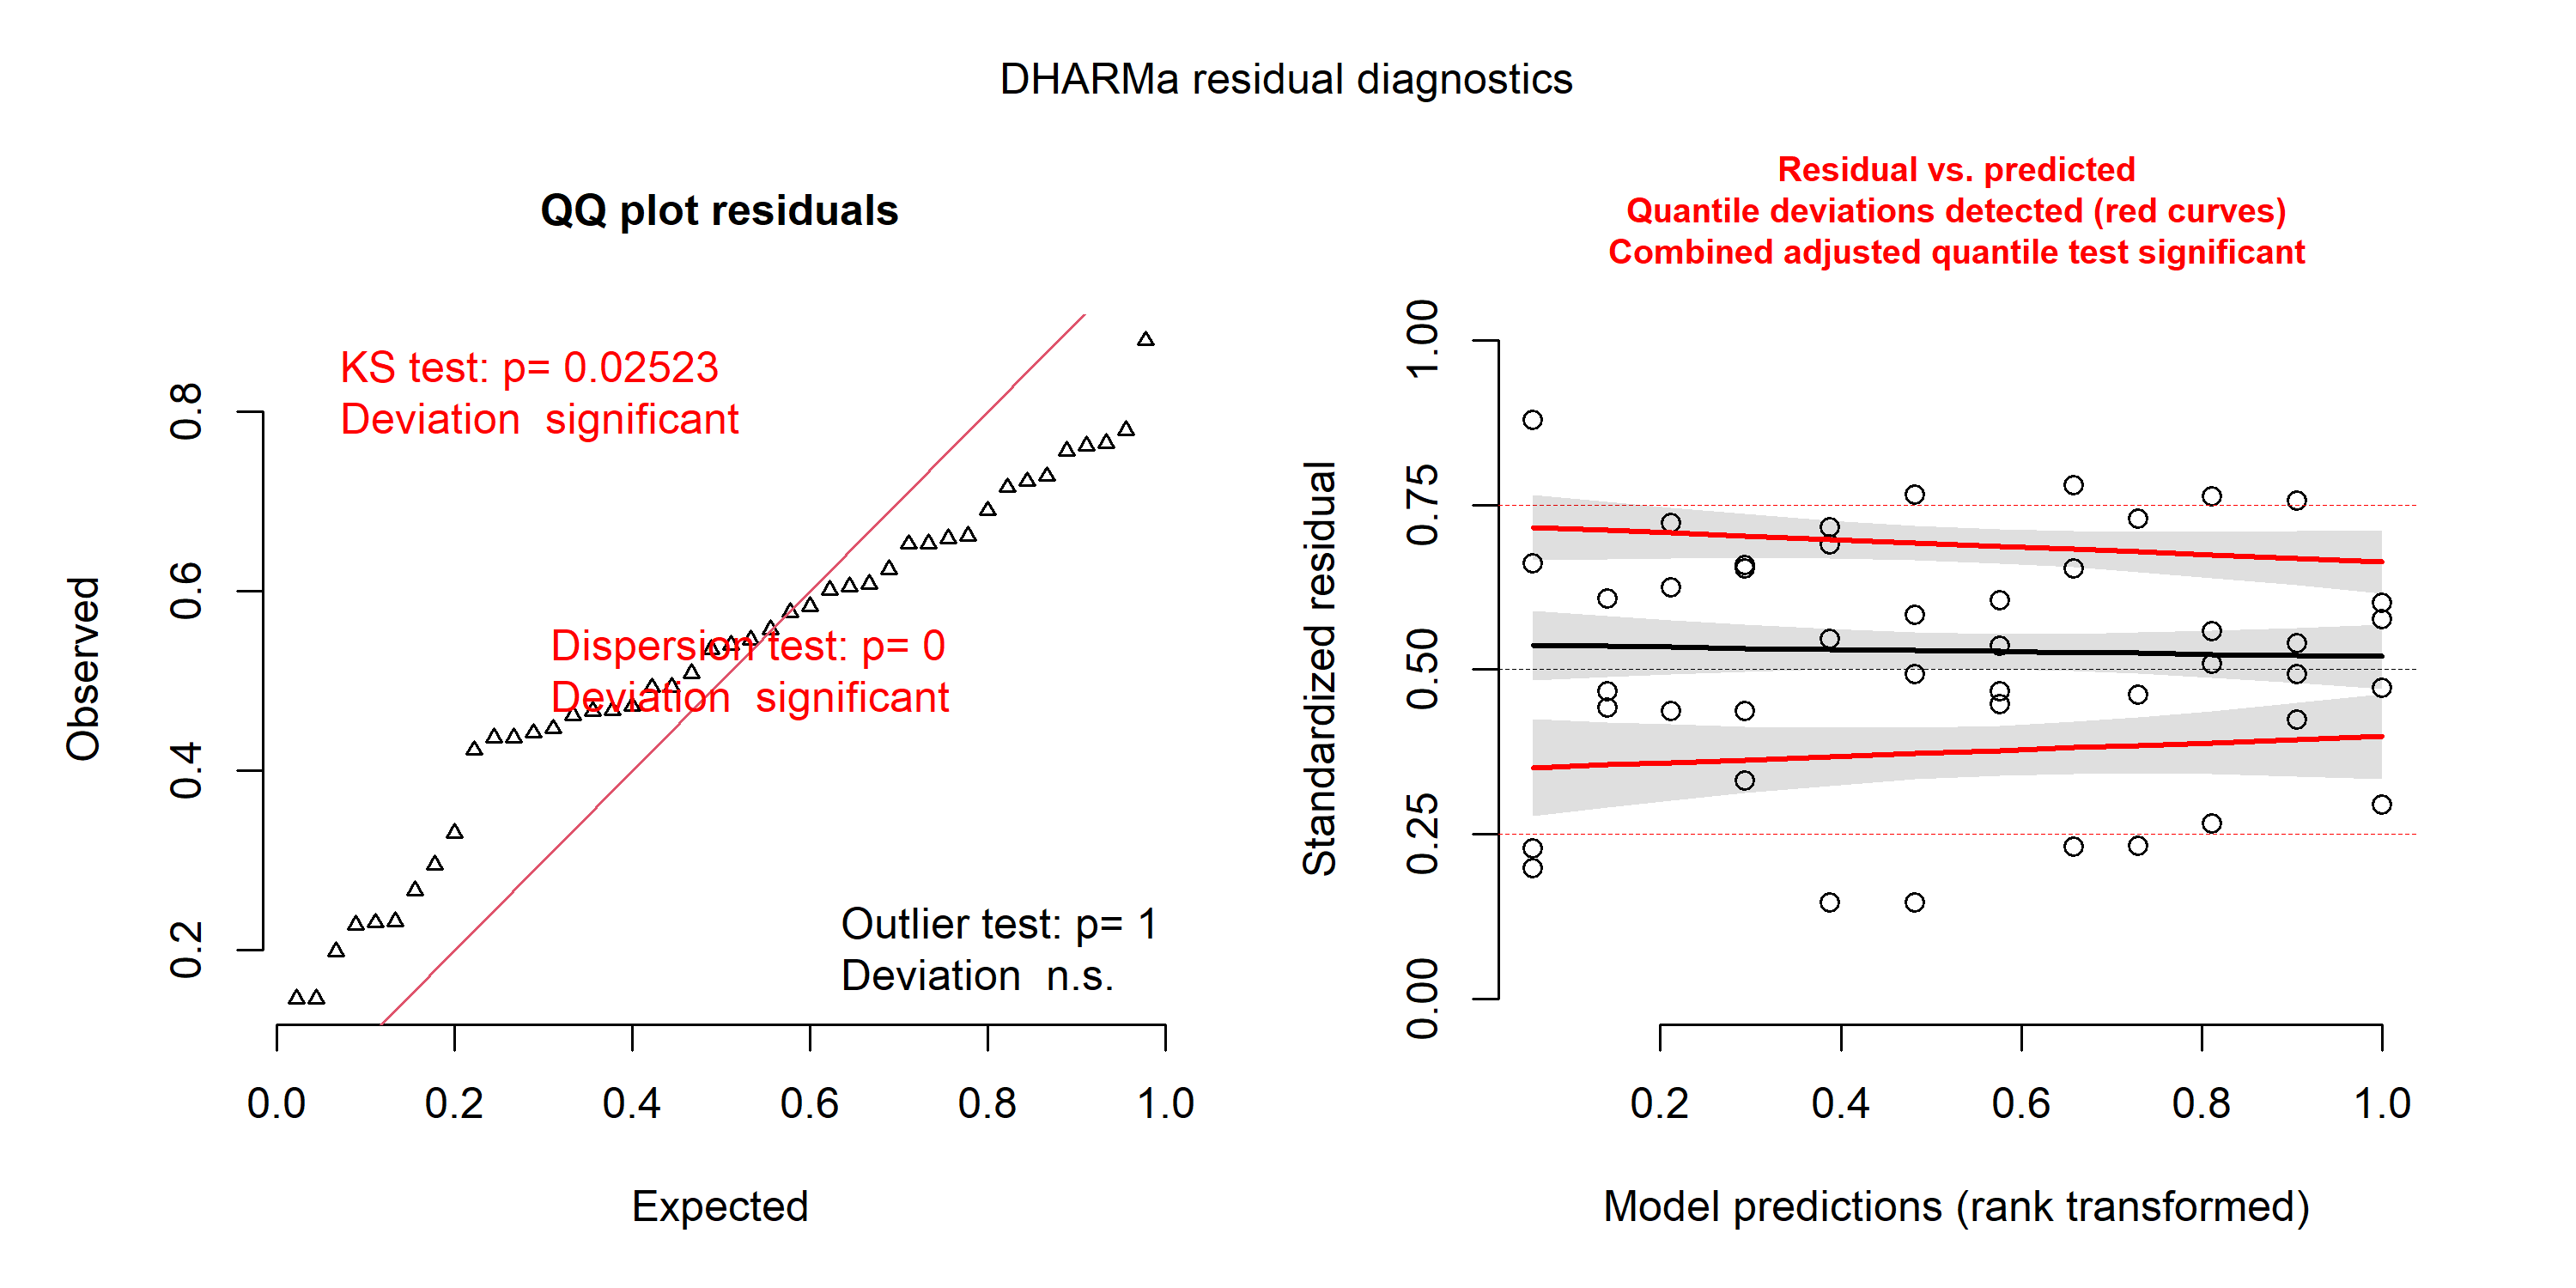 DHARMa residual diagnostics
QQ plot residuals
KS test: p= 0.02523
Deviation  significant
Dispersion test: p= 0
Deviation  significant
Outlier test: p= 1
Deviation  n.s.
Observed
0.2
0.4
0.6
0.8
0.0
0.2
0.4
0.6
0.8
1.0
Expected
Residual vs. predicted
Quantile deviations detected (red curves)
Combined adjusted quantile test significant
Standardized residual
0.00
0.25
0.50
0.75
1.00
0.2
0.4
0.6
0.8
1.0
Model predictions (rank transformed)